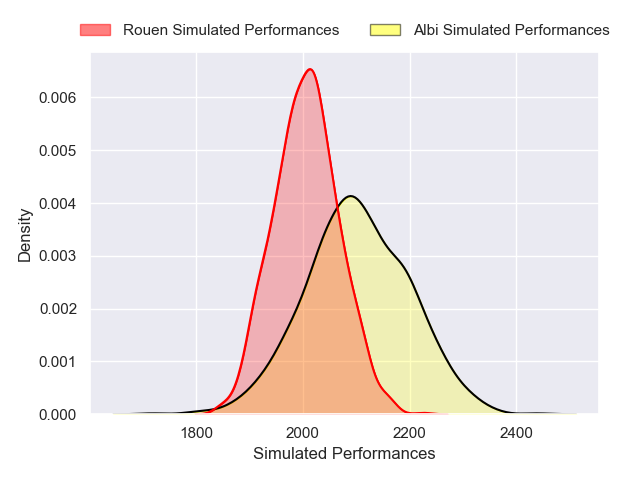 Rouen Simulated Performances
Albi Simulated Performances
0.006
0.005
0.004
0.003
0.002
0.001
0.000
Density
1800
2000
2200
2400
Simulated Performances